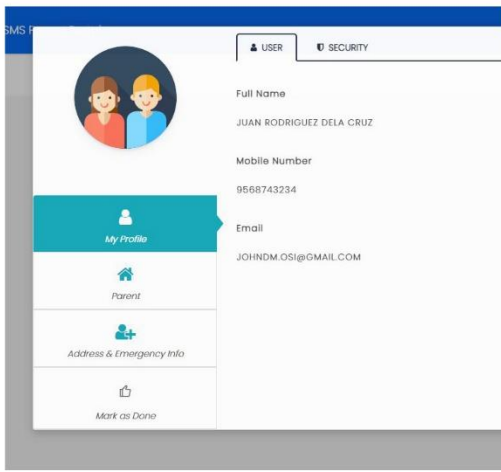 SMS
USER
SECURITY
Full Name
JUAN RODRIGUEZ DELA CRUZ
Mobile Number
9568743234
Email
JOHNDM.OSI@GMAIL.COM
My Profile
Parent
Address & Emergency Info
Mark as Done